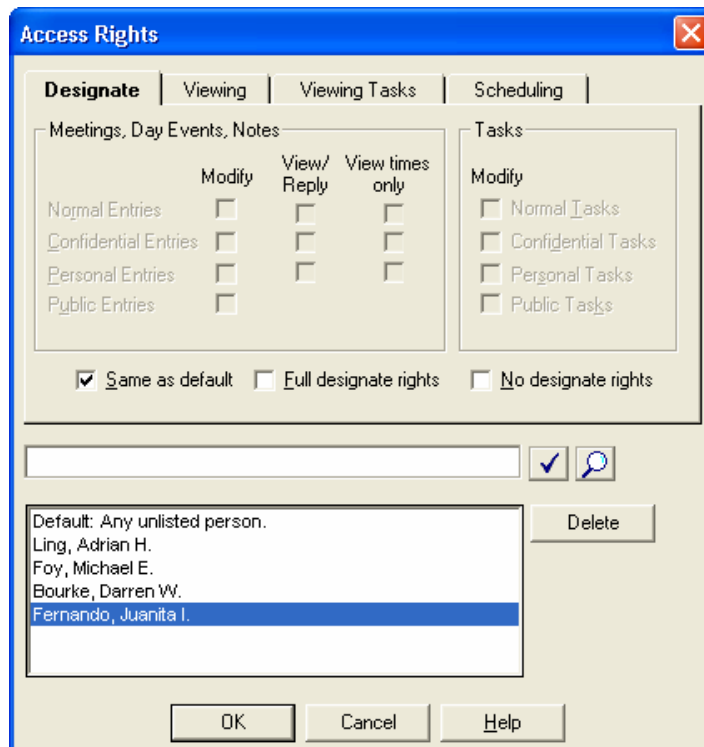 Access Rights
Designate Viewing Viewing Tasks Scheduling
Meetings, Day Events, Notes
Modify View/ Reply View times only
Normal Entries
Confidential Entries
Personal Entries
Public Entries
Tasks
Modify
Normal Tasks
Confidential Tasks
Personal Tasks
Public Tasks
Same as default Full designate rights No designate rights
Default: Any unlisted person.
Ling, Adrian H.
Foy, Michael E.
Bourke, Darren W.
Fernando, Juanita I.
Delete
OK Cancel Help